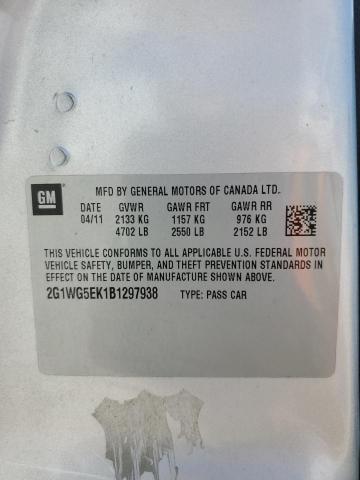 GM
MFD BY GENERAL MOTORS OF CANADA LTD.
DATE GVWR GAWR FRT GAWR RR
04/11 2133 KG 1157 KG 976 KG
4702 LB 2550 LB 2152 LB
THIS VEHICLE CONFORMS TO ALL APPLICABLE U.S. FEDERAL MOTOR
VEHICLE SAFETY, BUMPER, AND THEFT PREVENTION STANDARDS IN
EFFECT ON THE DATE OF MANUFACTURE SHOWN ABOVE.
2G1WG5EK1B1297938 TYPE: PASS CAR